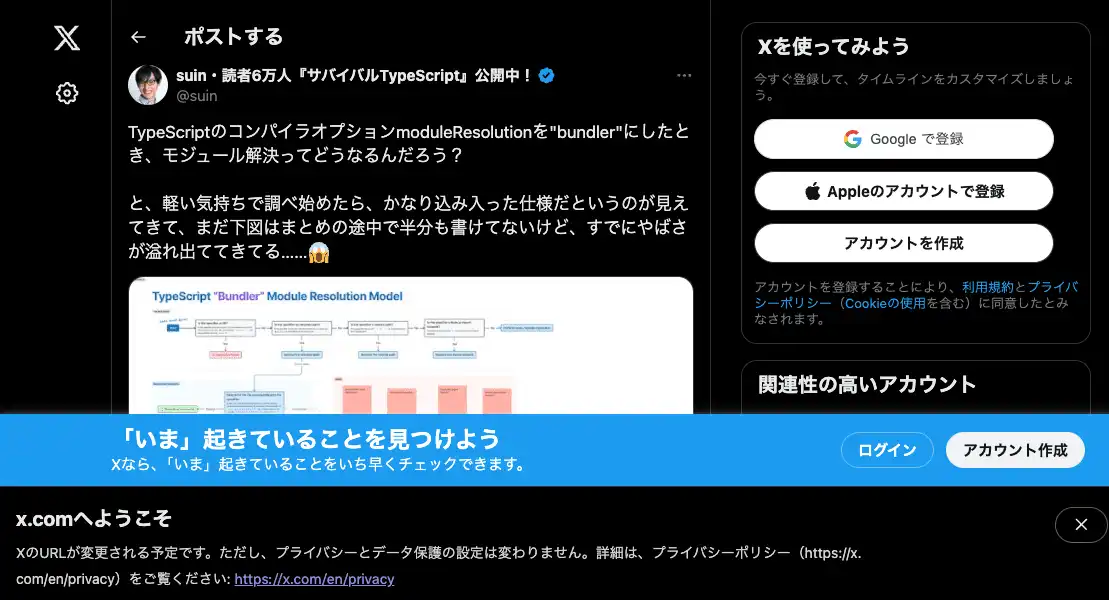 ポストする
suin・読者6万人『サバイバルTypeScript』公開中！
@suin
TypeScriptのコンパイラオプションmoduleResolutionを"bundler"にしたと
き、モジュール解決ってどうなるんだろう？
と、軽い気持ちで調べ始めたら、かなり込み入った仕様だというのが見え
てきて、まだ下図はまとめの途中で半分も書けてないけど、すでにやばさ
が溢れ出ててきてる......😱
TypeScript "Bundler" Module Resolution Model
Xを使ってみよう
今すぐ登録して、タイムラインをカスタマイズしましょ
う。
Google で登録
Appleのアカウントで登録
アカウントを作成
アカウントを登録することにより、利用規約とプライバ
シーポリシー（Cookieの使用を含む）に同意したとみ
なされます。
関連性の高いアカウント
「いま」起きていることを見つけよう
Xなら、「いま」起きていることをいち早くチェックできます。
ログイン
アカウント作成
x.comへようこそ
XのURLが変更される予定です。ただし、プライバシーとデータ保護の設定は変わりません。詳細は、プライバシーポリシー（https://x.
com/en/privacy）をご覧ください: https://x.com/en/privacy